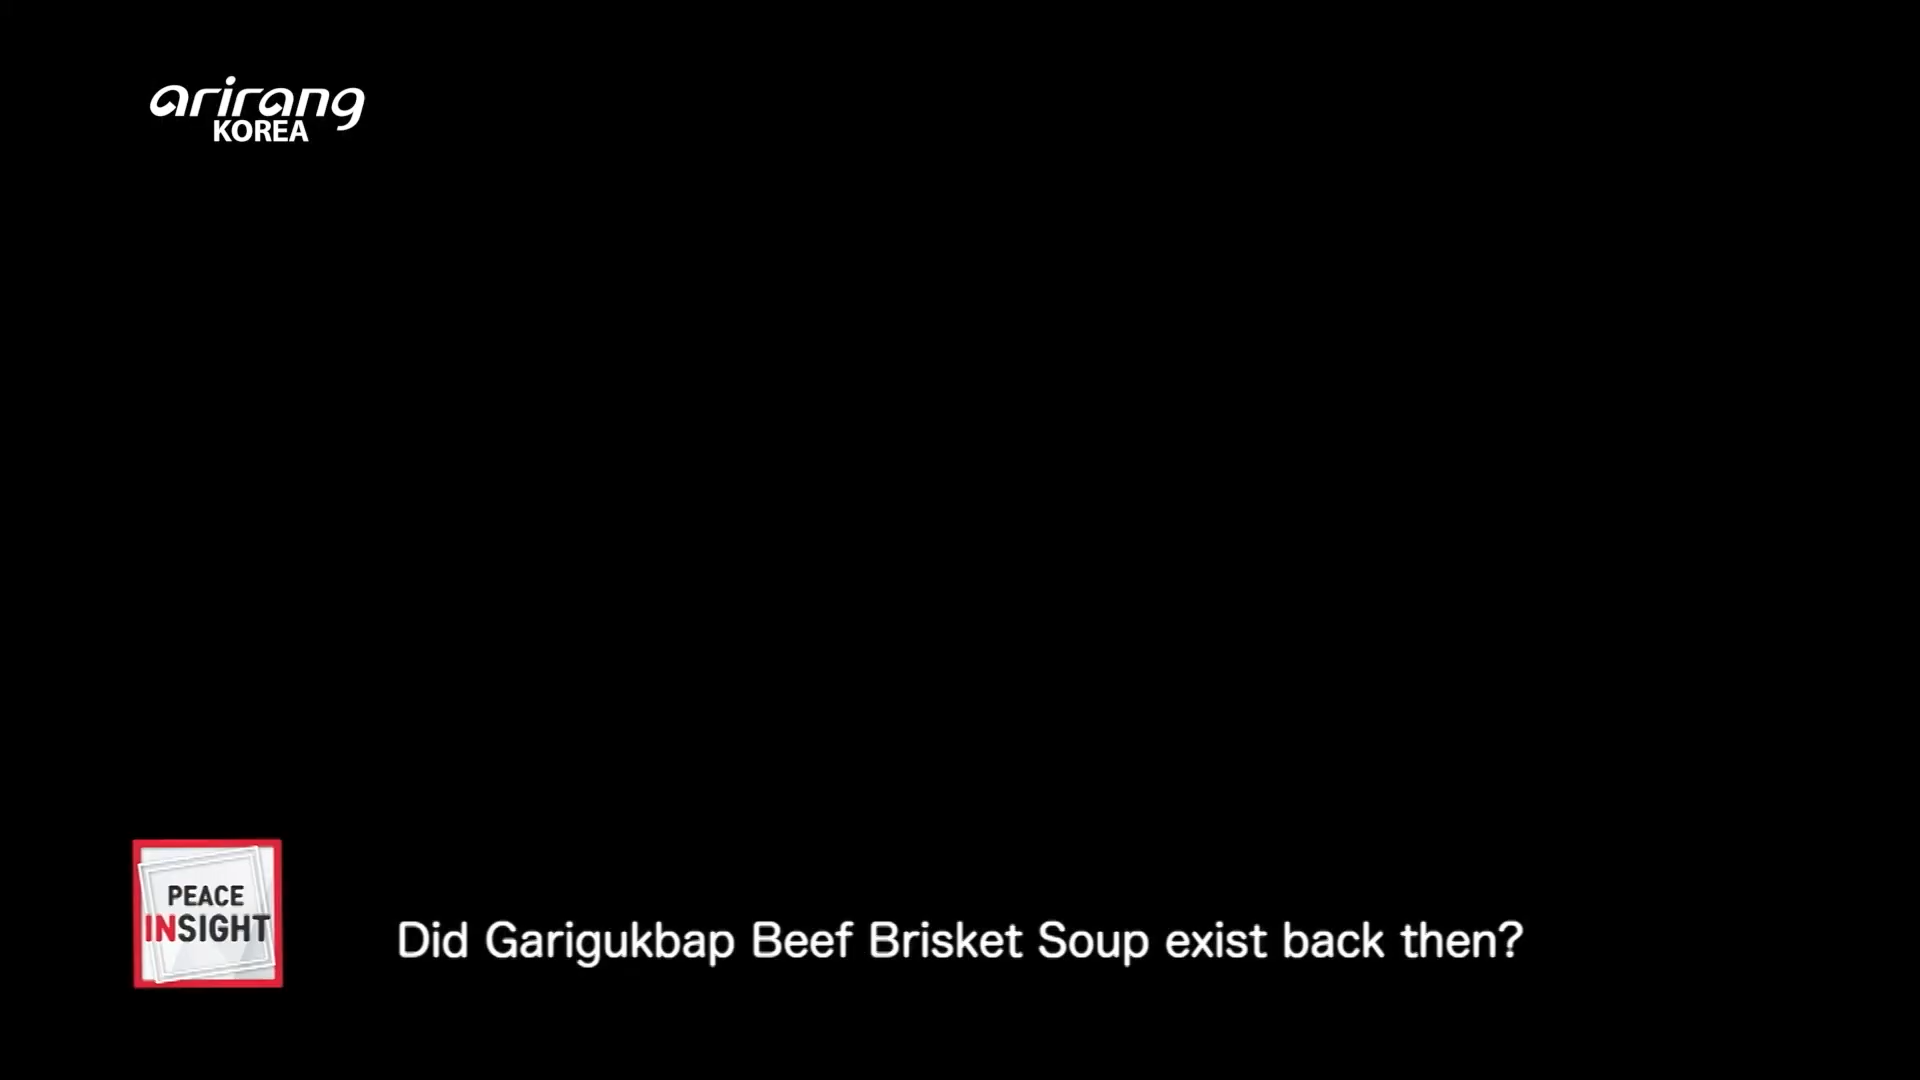 arirang
KOREA
PEACE
INSIGHT
Did Garigukbap Beef Brisket Soup exist back then?